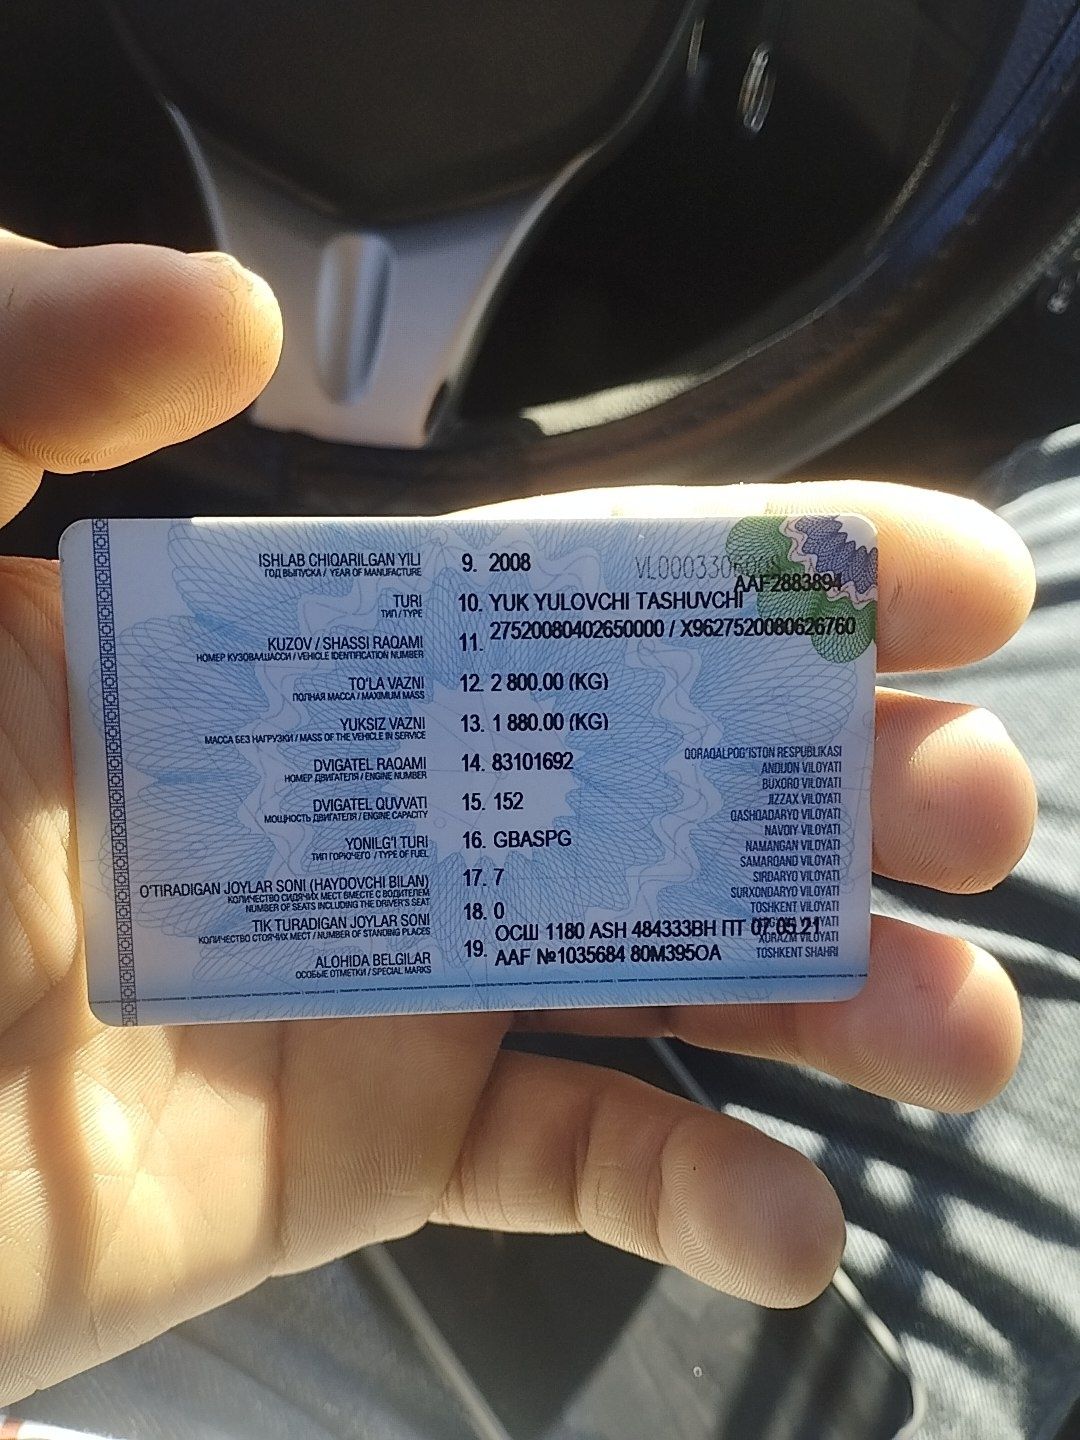 ISHLAB CHIQARILGAN YILI 9. 2008
ГОД ВЫПУСКА / YEAR OF MANUFACTURE
AAF2883894
TURI 10. YUK YULOVCHI TASHUVCHI
ТИП / TYPE
KUZOV / SHASSI RAQAMI 11. 27520080402650000 / X9627520080626760
НОМЕР КУЗОВА/ШАССИ / VEHICLE IDENTIFICATION NUMBER
TO'LA VAZNI 12. 2 800.00 (KG)
ПОЛНАЯ МАССА / MAXIMUM MASS
YUKSIZ VAZNI 13. 1 880.00 (KG)
МАССА БЕЗ НАГРУЗКИ / MASS OF THE VEHICLE IN SERVICE
DVIGATEL RAQAMI 14. 83101692
НОМЕР ДВИГАТЕЛЯ / ENGINE NUMBER
DVIGATEL QUVVATI 15. 152
МОЩНОСТЬ ДВИГАТЕЛЯ / ENGINE CAPACITY
YONILG'I TURI 16. GBASPG
ТИП ГОРЮЧЕГО / TYPE OF FUEL
O'TIRADIGAN JOYLAR SONI (HAYDOVCHI BILAN) 17. 7
КОЛИЧЕСТВО СИДЯЧИХ МЕСТ ВМЕСТЕ С ВОДИТЕЛЕМ
NUMBER OF SEATS INCLUDING THE DRIVER'S SEAT
TIK TURADIGAN JOYLAR SONI 18. 0
КОЛИЧЕСТВО СТОЯЧИХ МЕСТ / NUMBER OF STANDING PLACES
ALOHIDA BELGILAR 19. ОСШ 1180 ASH 484333ВН ПТ 07.05.21
ОСОБЫЕ ОТМЕТКИ / SPECIAL MARKS
AAF №1035684 80M395OA
QORAQALPOG'ISTON RESPUBLIKASI
ANDIJON VILOYATI
BUXORO VILOYATI
JIZZAX VILOYATI
QASHQADARYO VILOYATI
NAVOIY VILOYATI
NAMANGAN VILOYATI
SAMARQAND VILOYATI
SIRDARYO VILOYATI
SURXONDARYO VILOYATI
TOSHKENT VILOYATI
XORAZM VILOYATI
TOSHKENT SHAHRI